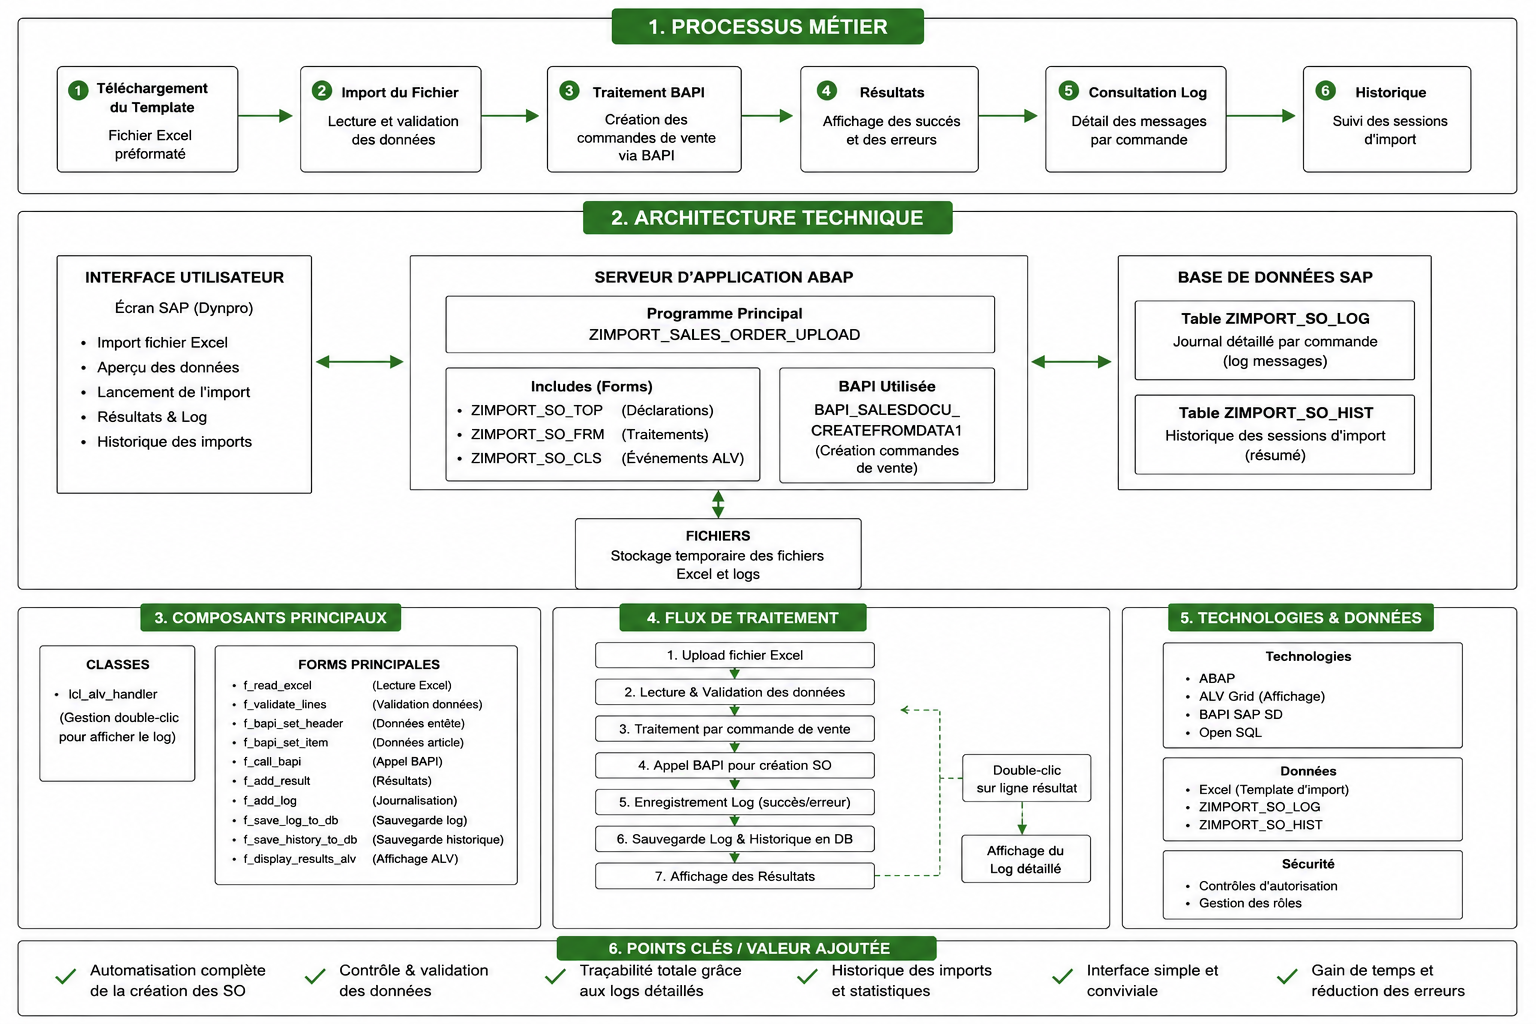 1. PROCESSUS MÉTIER
1 Téléchargement
du Template
Fichier Excel
préformaté
2 Import du Fichier
Lecture et validation
des données
3 Traitement BAPI
Création des
commandes de vente
via BAPI
4 Résultats
Affichage des succés
et des erreurs
5 Consultation Log
Détail des messages
par commande
6 Historique
Suivi des sessions
d'import
2. ARCHITECTURE TECHNIQUE
INTERFACE UTILISATEUR
Écran SAP (Dynpro)
• Import fichier Excel
• Aperçu des données
• Lancement de l'import
• Résultats & Log
• Historique des imports
SERVEUR D'APPLICATION ABAP
Programme Principal
ZIMPORT_SALES_ORDER_UPLOAD
Includes (Forms)
• ZIMPORT_SO_TOP (Déclarations)
• ZIMPORT_SO_FRM (Traitements)
• ZIMPORT_SO_CLS (Événements ALV)
BAPI Utilisée
BAPI_SALESDOCU_
CREATEFROMDATA1
(Création commandes
de vente)
BASE DE DONNÉES SAP
Table ZIMPORT_SO_LOG
Journal détaillé par commande
(log messages)
Table ZIMPORT_SO_HIST
Historique des sessions d'import
(résumé)
FICHIERS
Stockage temporaire des fichiers
Excel et logs
3. COMPOSANTS PRINCIPAUX
CLASSES
• lcl_alv_handler
(Gestion double-clic
pour afficher le log)
FORMS PRINCIPALES
• f_read_excel (Lecture Excel)
• f_validate_lines (Validation données)
• f_bapi_set_header (Données entête)
• f_bapi_set_item (Données article)
• f_call_bapi (Appel BAPI)
• f_add_result (Résultats)
• f_add_log (Journalisation)
• f_save_log_to_db (Sauvegarde log)
• f_save_history_to_db (Sauvegarde historique)
• f_display_results_alv (Affichage ALV)
4. FLUX DE TRAITEMENT
1. Upload fichier Excel
2. Lecture & Validation des données
3. Traitement par commande de vente
4. Appel BAPI pour création SO
5. Enregistrement Log (succès/erreur)
6. Sauvegarde Log & Historique en DB
7. Affichage des Résultats
Double-clic
sur ligne résultat
Affichage du
Log détaillé
5. TECHNOLOGIES & DONNÉES
Technologies
• ABAP
• ALV Grid (Affichage)
• BAPI SAP SD
• Open SQL
Données
• Excel (Template d'import)
• ZIMPORT_SO_LOG
• ZIMPORT_SO_HIST
Sécurité
• Contrôles d'autorisation
• Gestion des rôles
6. POINTS CLÉS / VALEUR AJOUTÉE
Automatisation complète
de la création des SO
Contrôle & validation
des données
Traçabilité totale grâce
aux logs détaillés
Historique des imports
et statistiques
Interface simple et
conviviale
Gain de temps et
réduction des erreurs